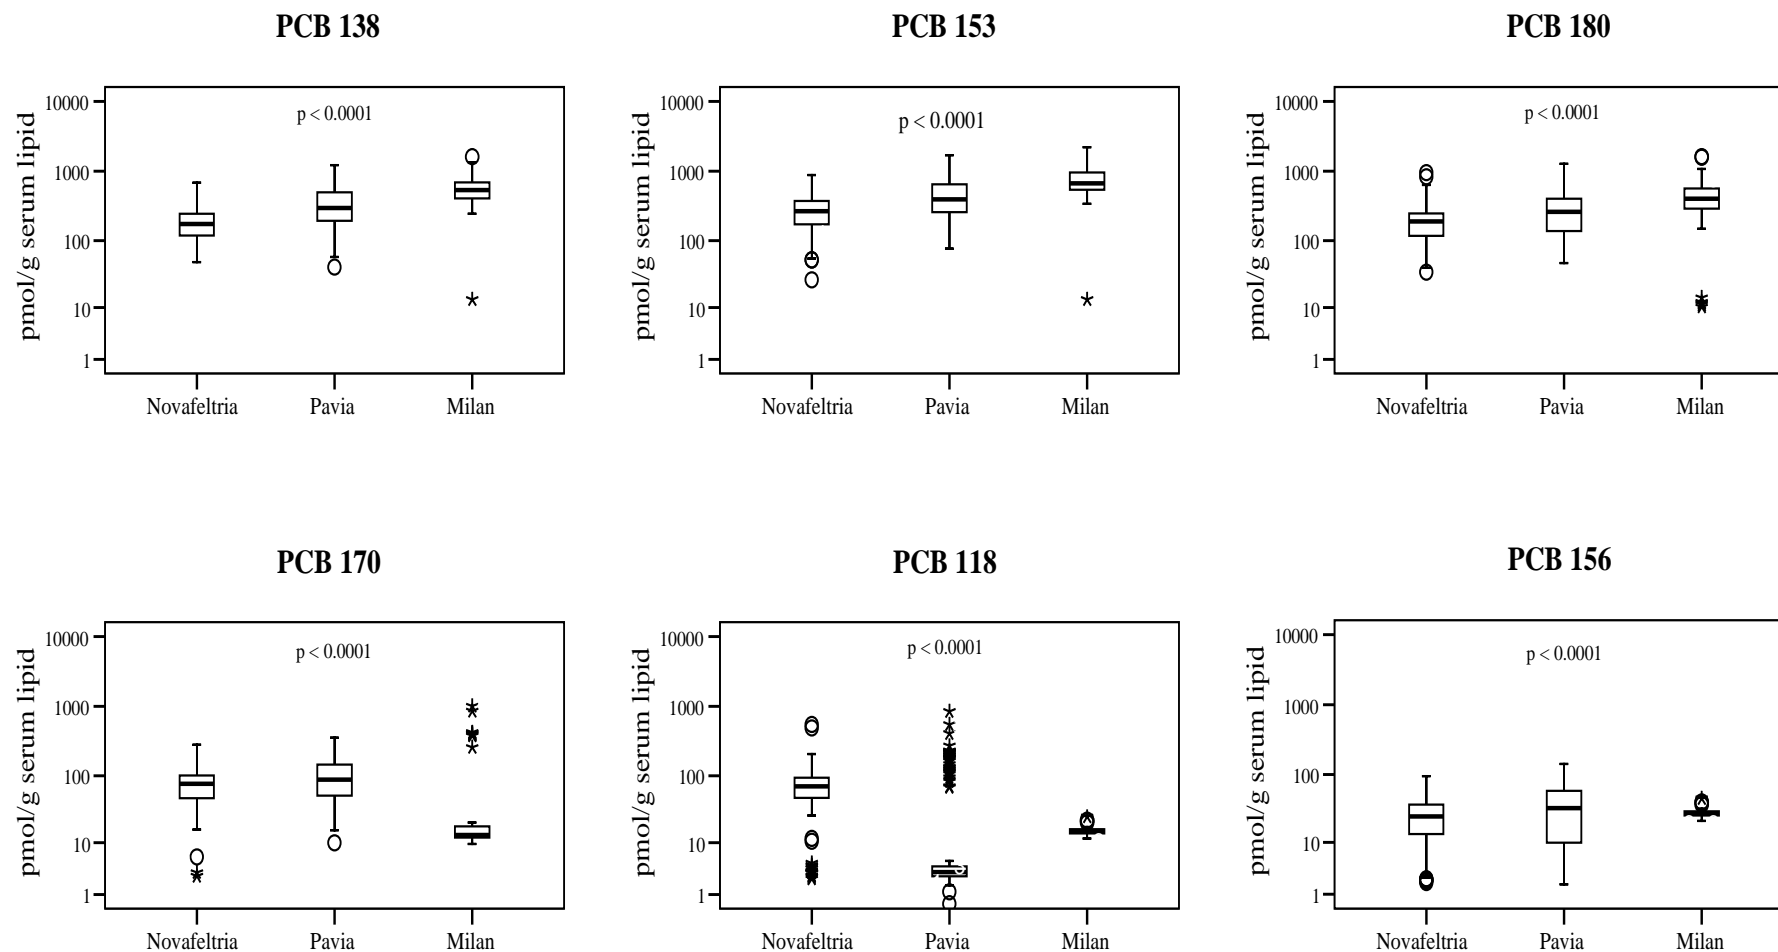 PCB 138
pmol/g serum lipid
10000
1000
100
10
1
p < 0.0001
Novafeltria Pavia Milan
PCB 153
pmol/g serum lipid
10000
1000
100
10
1
p < 0.0001
Novafeltria Pavia Milan
PCB 180
pmol/g serum lipid
10000
1000
100
10
1
p < 0.0001
Novafeltria Pavia Milan
PCB 170
pmol/g serum lipid
10000
1000
100
10
1
p < 0.0001
Novafeltria Pavia Milan
PCB 118
pmol/g serum lipid
10000
1000
100
10
1
p < 0.0001
Novafeltria Pavia Milan
PCB 156
pmol/g serum lipid
10000
1000
100
10
1
p < 0.0001
Novafeltria Pavia Milan